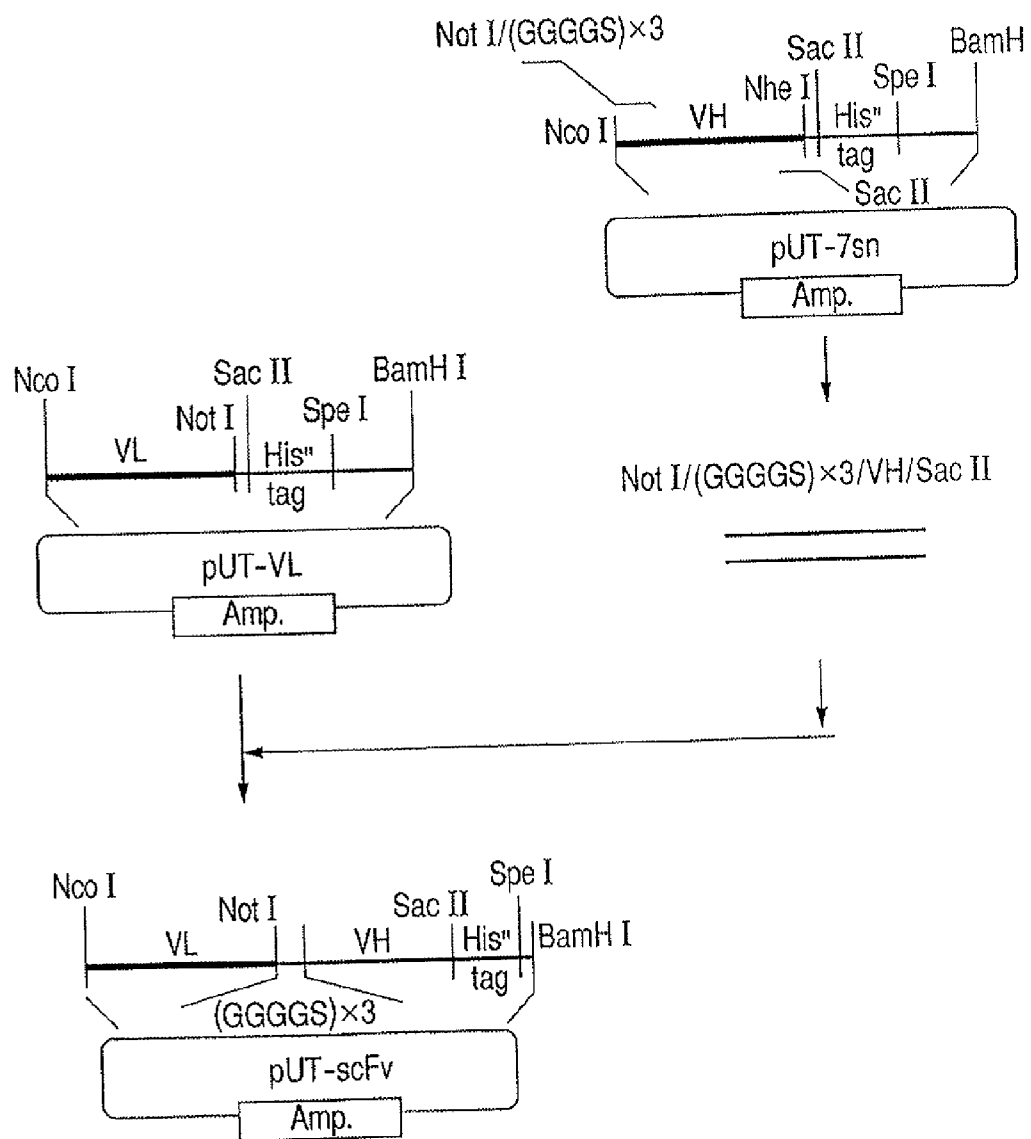 Not I/(GGGGS)×3
Sac II
BamH
Nhe I
Spe I
Nco I
VH
His"
tag
Sac II
pUT-7sn
Amp.
Nco I
Sac II
BamH I
Not I
Spe I
VL
His"
tag
pUT-VL
Amp.
Not I/(GGGGS)×3/VH/Sac II
Nco I
Not I
Sac II
Spe I
VL
VH
His"
tag
BamH I
(GGGGS)×3
pUT-scFv
Amp.